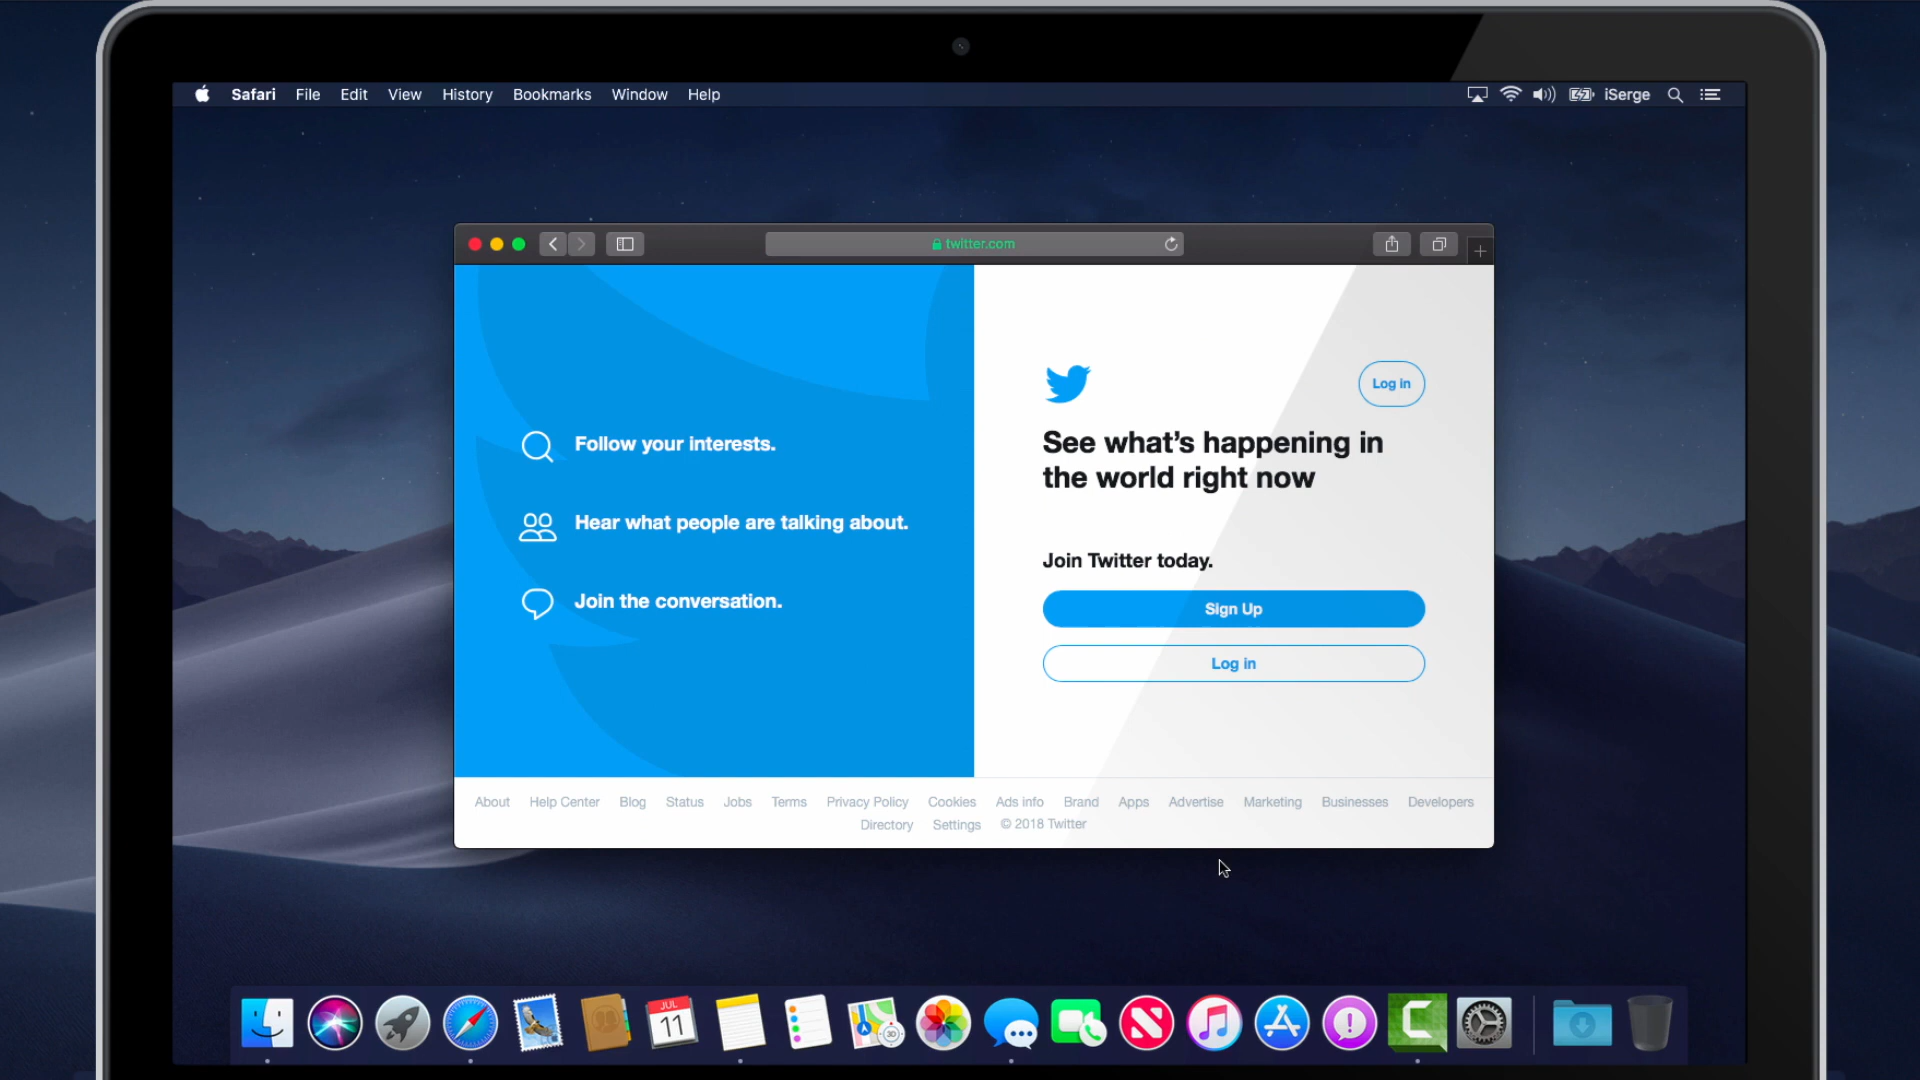 Safari File Edit View History Bookmarks Window Help iSerge
twitter.com
Follow your interests.
Hear what people are talking about.
Join the conversation.
Log in
See what's happening in
the world right now
Join Twitter today.
Sign Up
Log in
About Help Center Blog Status Jobs Terms Privacy Policy Cookies Ads info Brand Apps Advertise Marketing Businesses Developers
Directory Settings © 2018 Twitter
JUL
11
3D